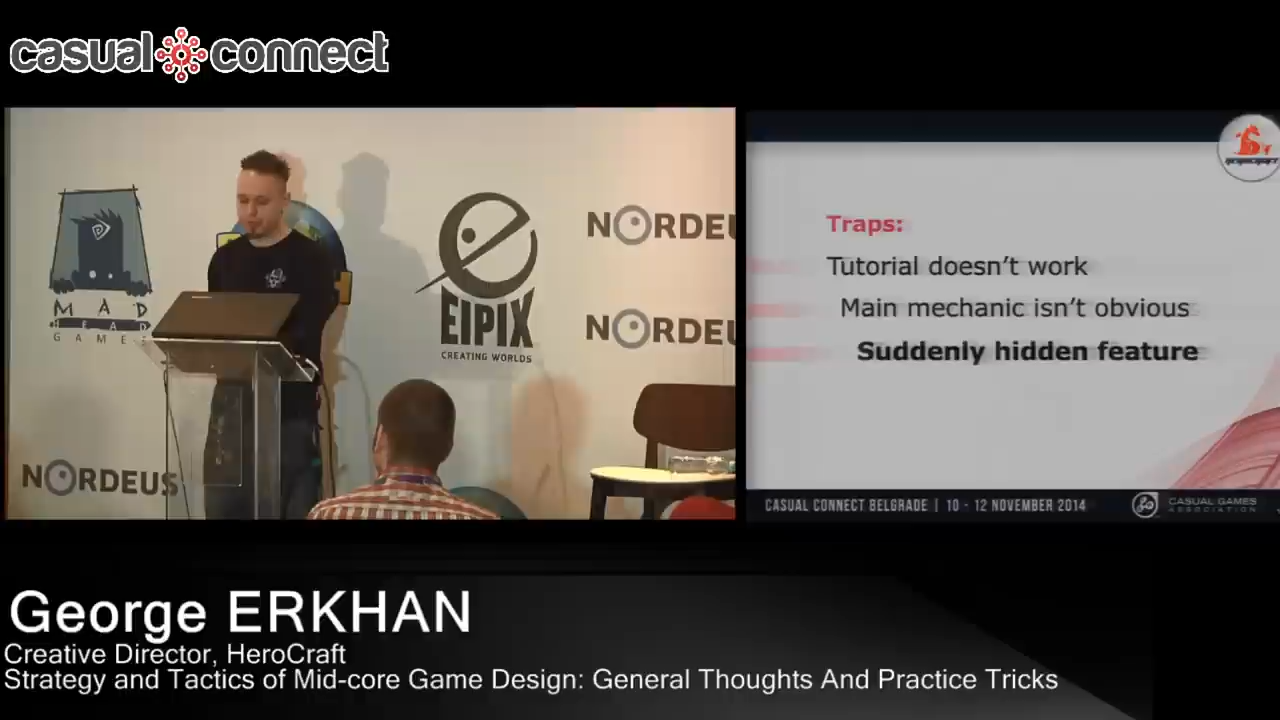 casual connect
MAD
HEAD
GAMES
EIPIX
CREATING WORLDS
NORDEU
NORDEU
NORDEUS
Traps:
Tutorial doesn't work
Main mechanic isn't obvious
Suddenly hidden feature
CASUAL CONNECT BELGRADE | 10 - 12 NOVEMBER 2014
CASUAL GAMES
ASSOCIATION
George ERKHAN
Creative Director, HeroCraft
Strategy and Tactics of Mid-core Game Design: General Thoughts And Practice Tricks